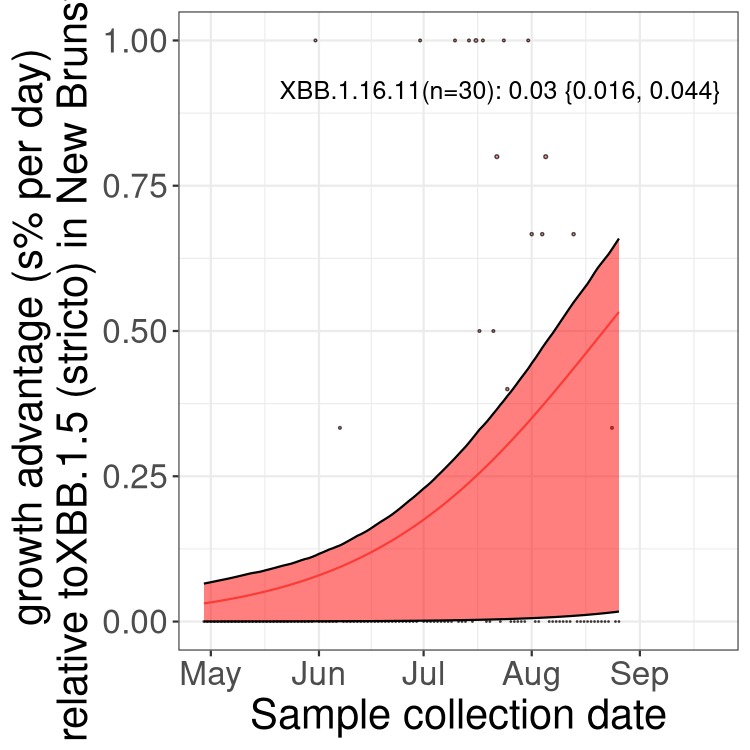 growth advantage (s% per day)
relative toXBB.1.5 (stricto) in New
1.00
0.75
0.50
0.25
0.00
XBB.1.16.11(n=30): 0.03 {0.016, 0.044}
May Jun Jul Aug Sep
Sample collection date